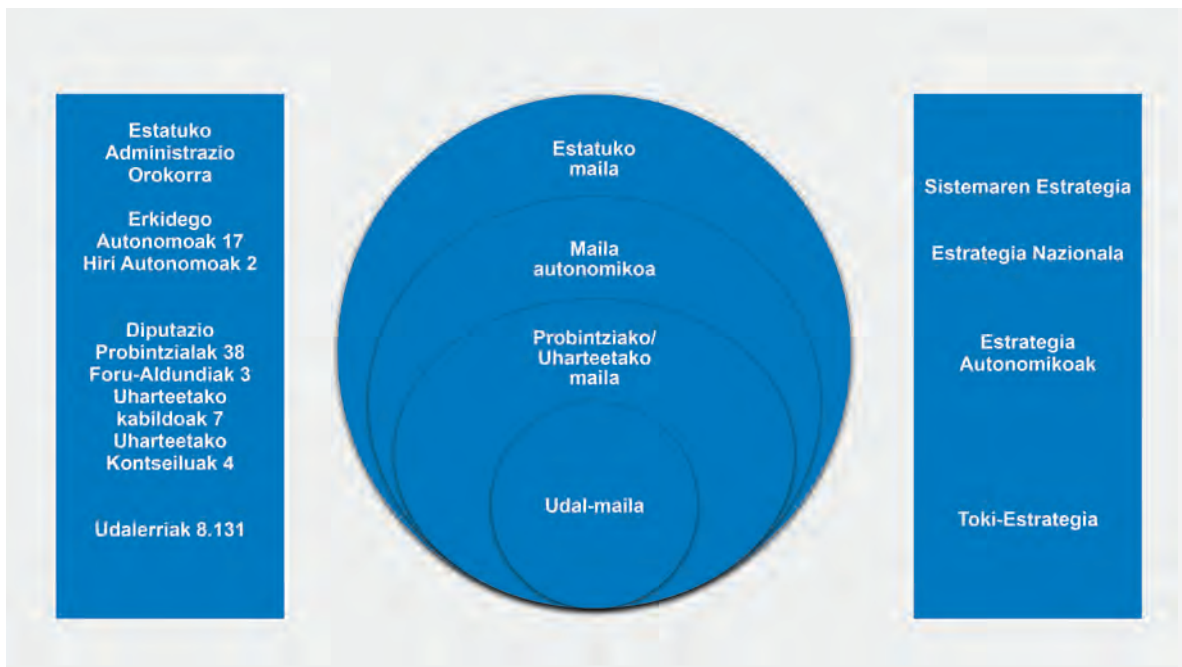 Estatuko
Administrazio
Orokorra
Erkidego
Autonomoak 17
Hiri Autonomoak 2
Diputazio
Probintzialak 38
Foru-Aldundiak 3
Uharteetako
kabildoak 7
Uharteetako
Kontseiluak 4
Udalerriak 8.131
Estatuko
maila
Maila
autonomikoa
Probintziako/
Uharteetako
maila
Udal-maila
Sistemaren Estrategia
Estrategia Nazionala
Estrategia
Autonomikoak
Toki-Estrategia